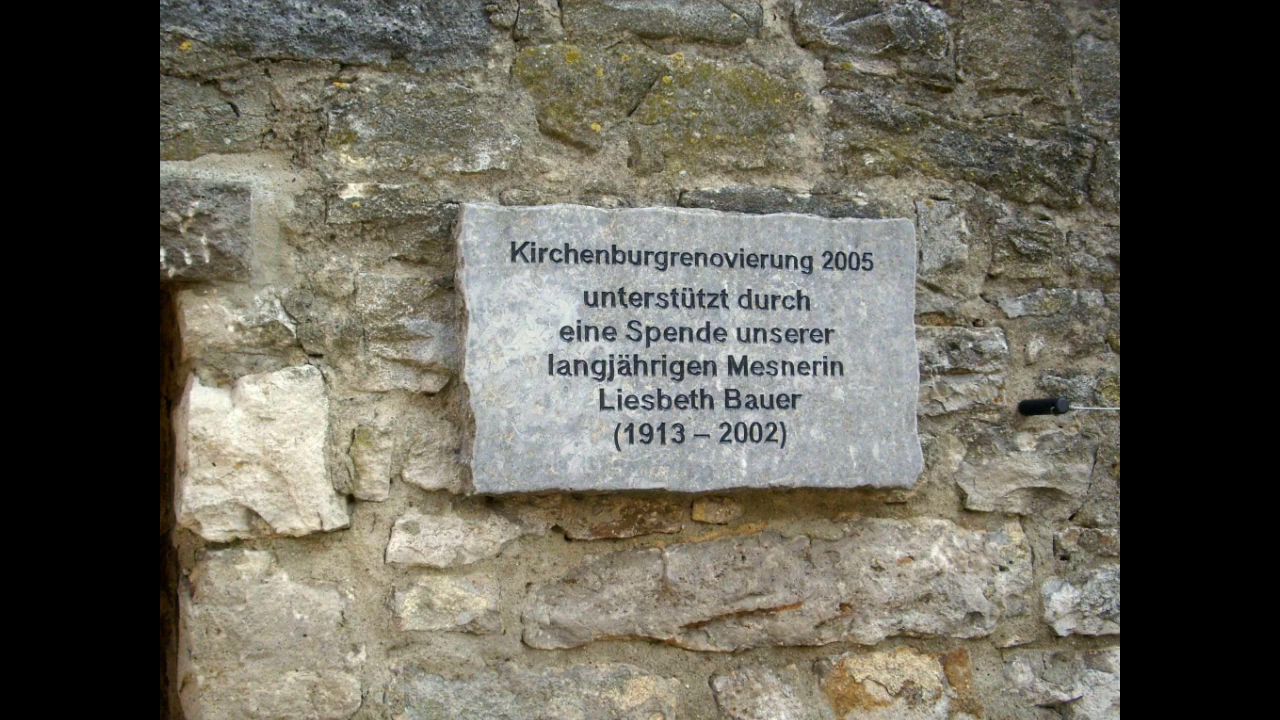 Kirchenburgrenovierung 2005
unterstützt durch
eine Spende unserer
langjährigen Mesnerin
Liesbeth Bauer
(1913 – 2002)